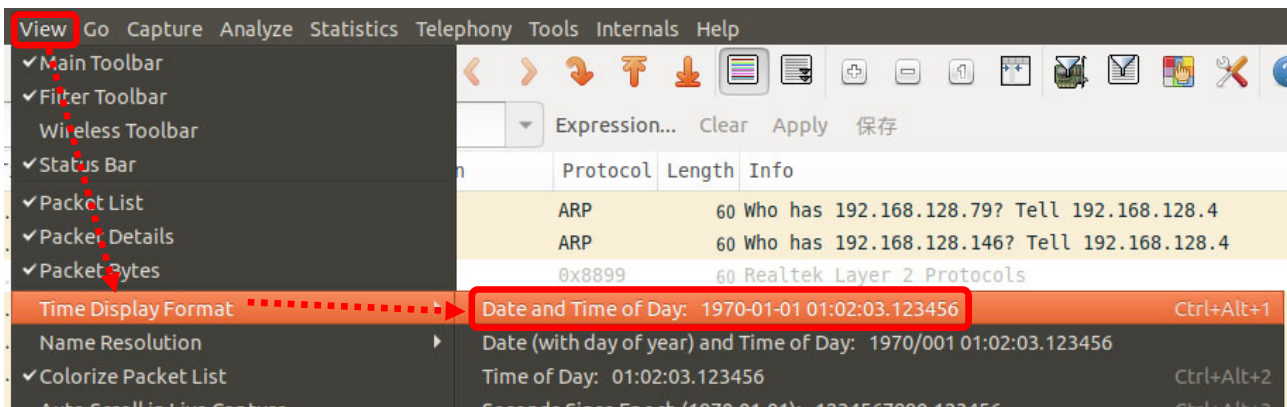 View Go Capture Analyze Statistics Telephony Tools Internals Help
✔Main Toolbar
✔Filter Toolbar
Wireless Toolbar
✔Status Bar
✔Packet List
✔Packet Details
✔Packet Bytes
Time Display Format
Name Resolution
✔Colorize Packet List
Expression... Clear Apply 保存
Protocol Length Info
ARP 60 Who has 192.168.128.79? Tell 192.168.128.4
ARP 60 Who has 192.168.128.146? Tell 192.168.128.4
0x8899 60 Realtek Layer 2 Protocols
Date and Time of Day: 1970-01-01 01:02:03.123456 Ctrl+Alt+1
Date (with day of year) and Time of Day: 1970/001 01:02:03.123456
Time of Day: 01:02:03.123456 Ctrl+Alt+2